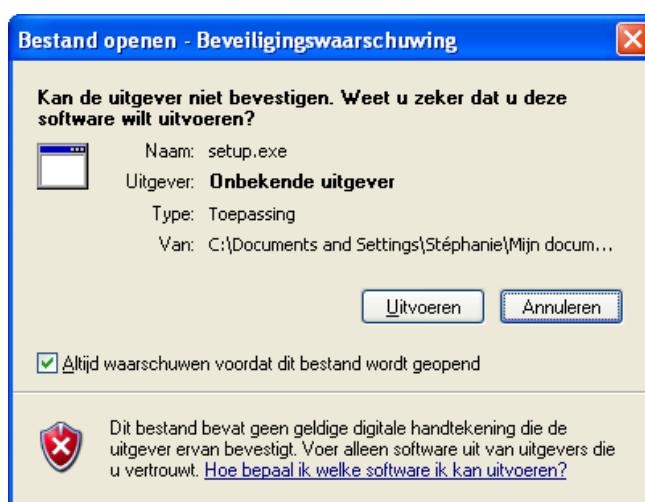 Bestand openen - Beveiligingswaarschuwing
Kan de uitgever niet bevestigen. Weet u zeker dat u deze
software wilt uitvoeren?
Naam: setup.exe
Uitgever: Onbekende uitgever
Type: Toepassing
Van: C:\Documents and Settings\Stéphanie\Mijn docum...
Uitvoeren Annuleren
Altijd waarschuwen voordat dit bestand wordt geopend
Dit bestand bevat geen geldige digitale handtekening die de
uitgever ervan bevestigt. Voer alleen software uit van uitgevers die
u vertrouwt. Hoe bepaal ik welke software ik kan uitvoeren?